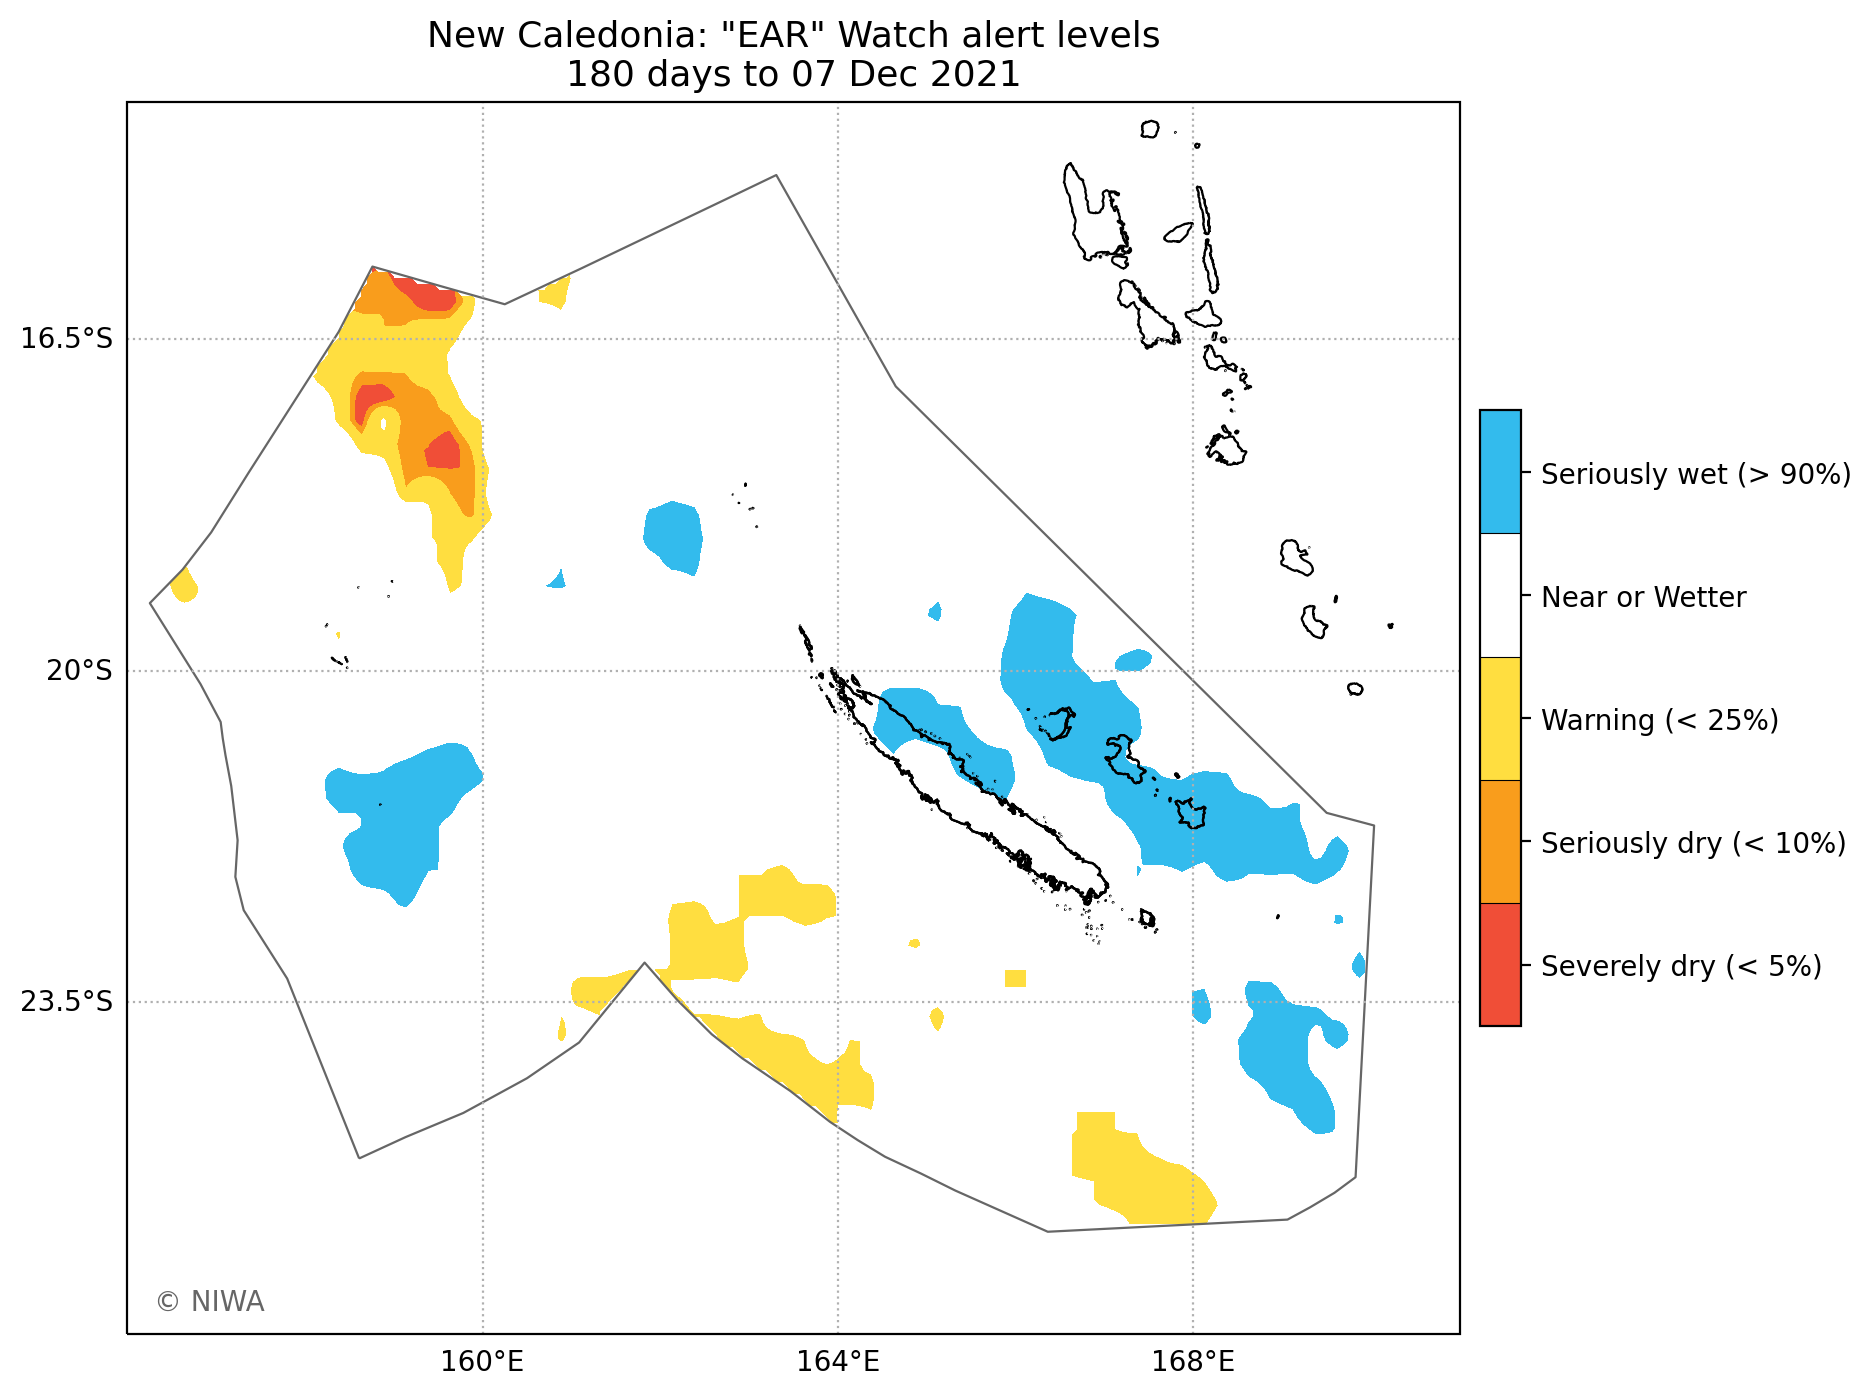 New Caledonia: "EAR" Watch alert levels
180 days to 07 Dec 2021
16.5°S
20°S
23.5°S
160°E
164°E
168°E
© NIWA
Seriously wet (> 90%)
Near or Wetter
Warning (< 25%)
Seriously dry (< 10%)
Severely dry (< 5%)